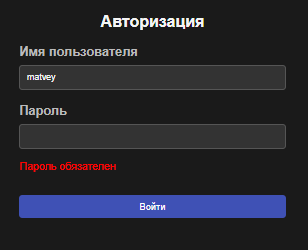 Авторизация
Имя пользователя
matvey
Пароль
Пароль обязателен
Войти